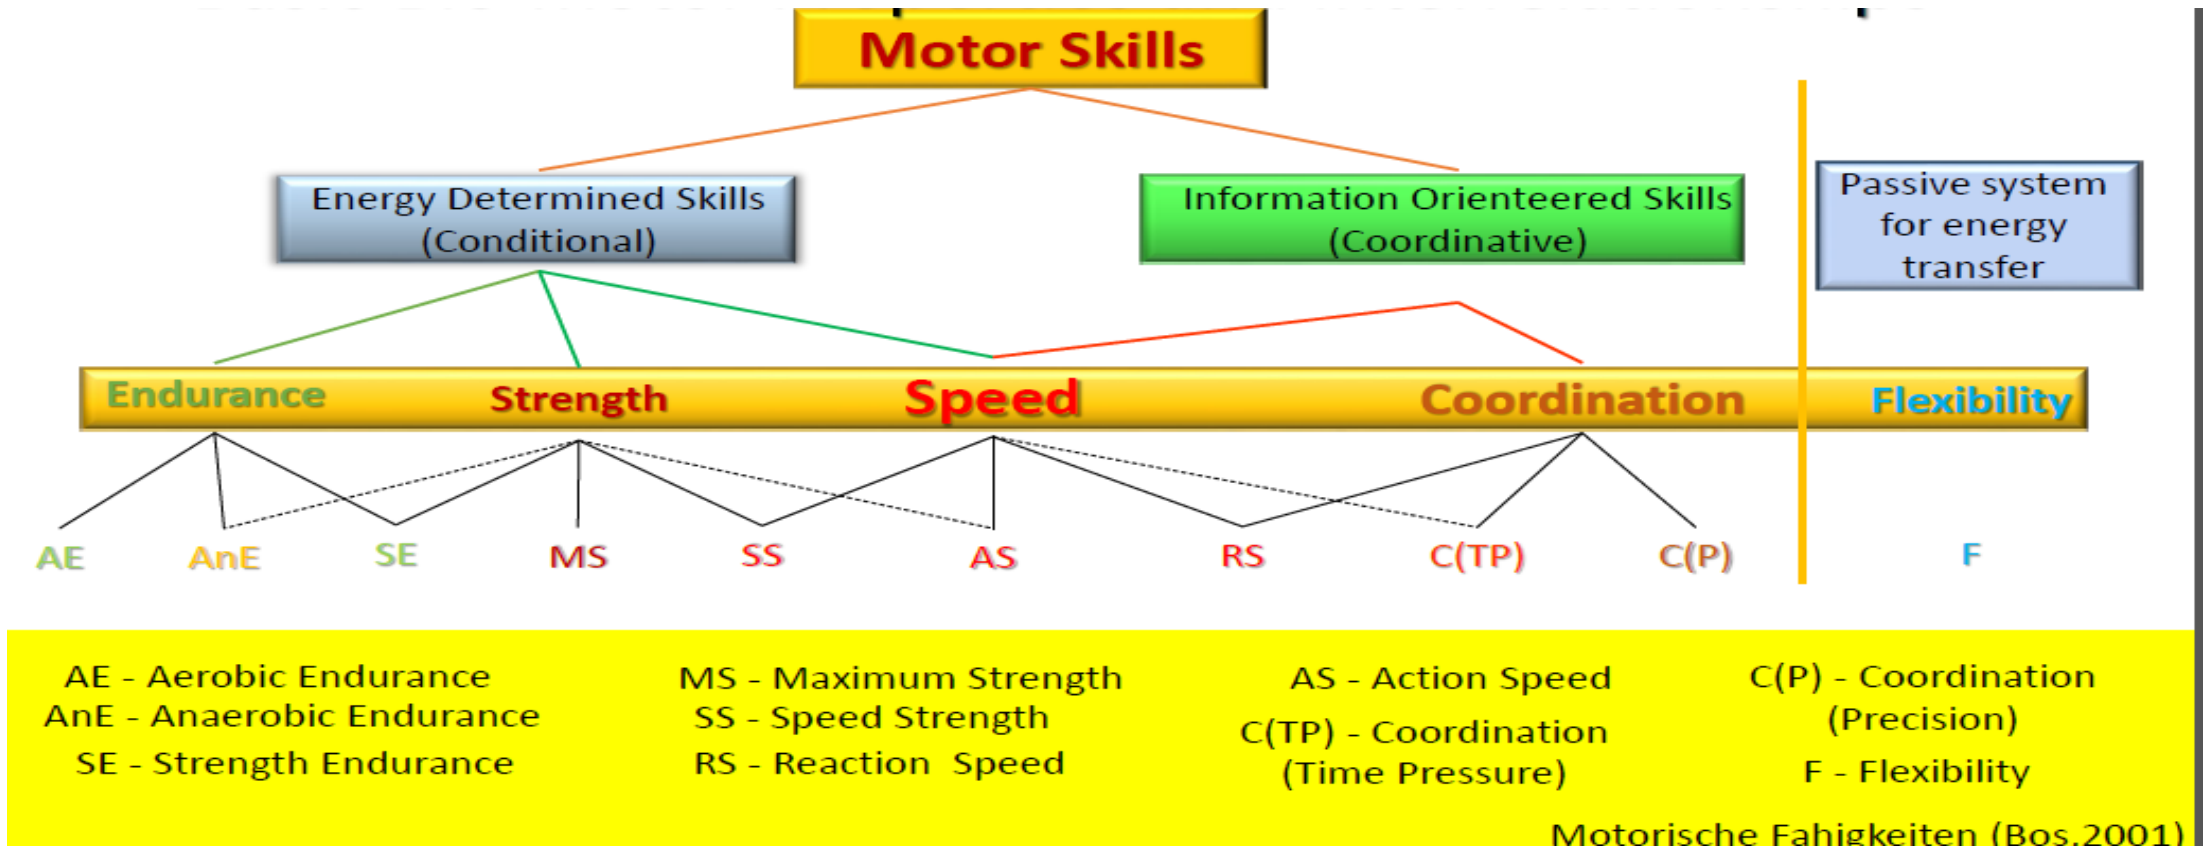 Motor Skills
Energy Determined Skills
(Conditional)
Information Orienteered Skills
(Coordinative)
Passive system
for energy
transfer
Endurance Strength Speed Coordination Flexibility
AE AnE SE MS SS AS RS C(TP) C(P) F
AE - Aerobic Endurance
AnE - Anaerobic Endurance
SE - Strength Endurance
MS - Maximum Strength
SS - Speed Strength
RS - Reaction Speed
AS - Action Speed
C(TP) - Coordination
(Time Pressure)
C(P) - Coordination
(Precision)
F - Flexibility
Motorische Fahigkeiten (Bos.2001)